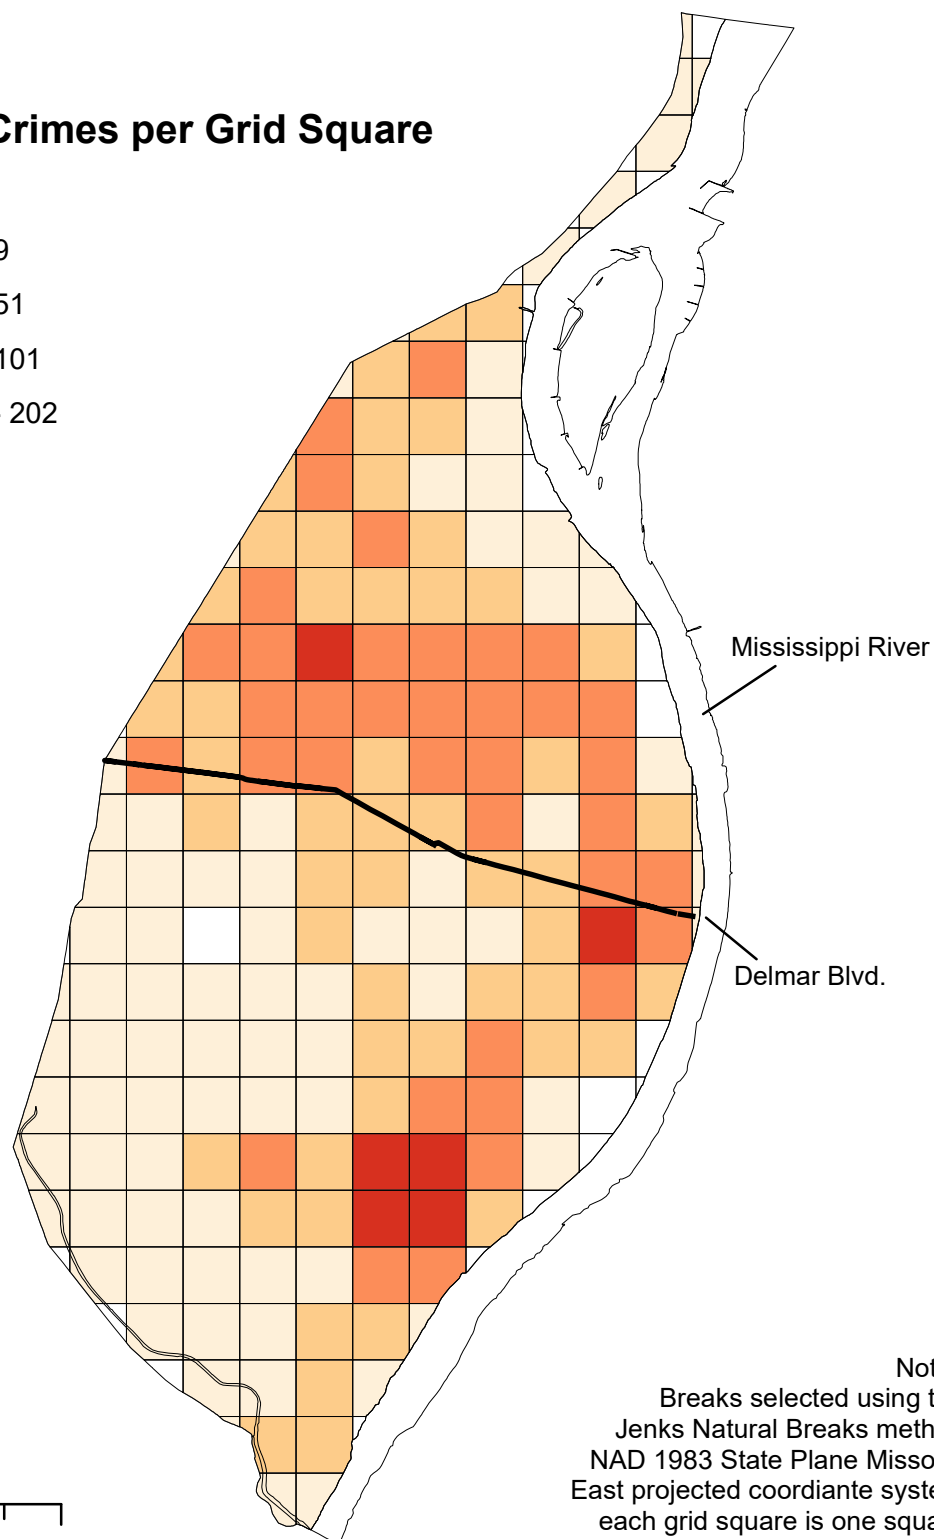 Crimes per Grid Square
9
51
101
202
Mississippi River
Delmar Blvd.
Not
Breaks selected using t
Jenks Natural Breaks meth
NAD 1983 State Plane Misso
East projected coordiante syste
each grid square is one squa